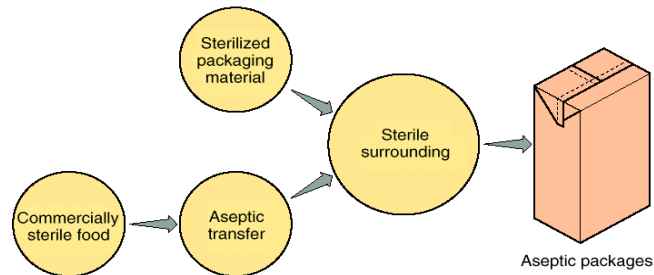 Sterilized
packaging
material
Sterile
surrounding
Commercially
sterile food
Aseptic
transfer
Aseptic packages